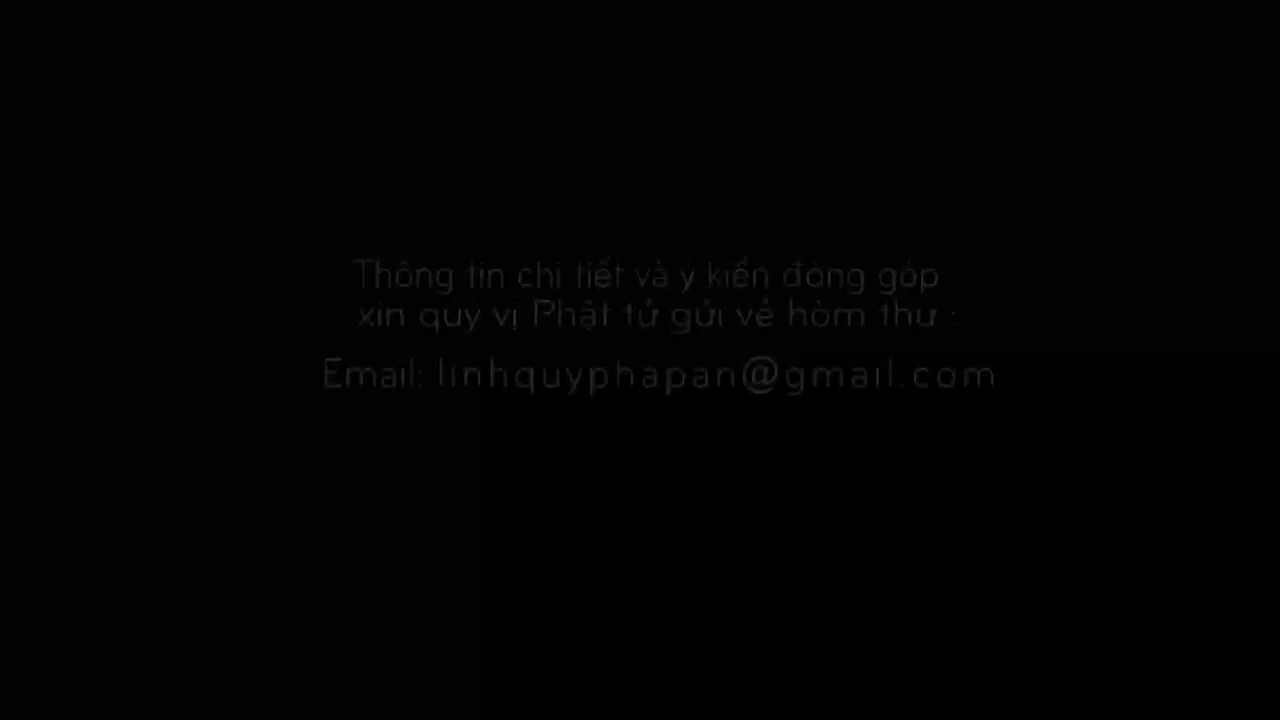 Thông tin chi tiết và ý kiến đóng góp
xin quý vị Phật tử gửi về hòm thư :
Email: linhquyphapan@gmail.com